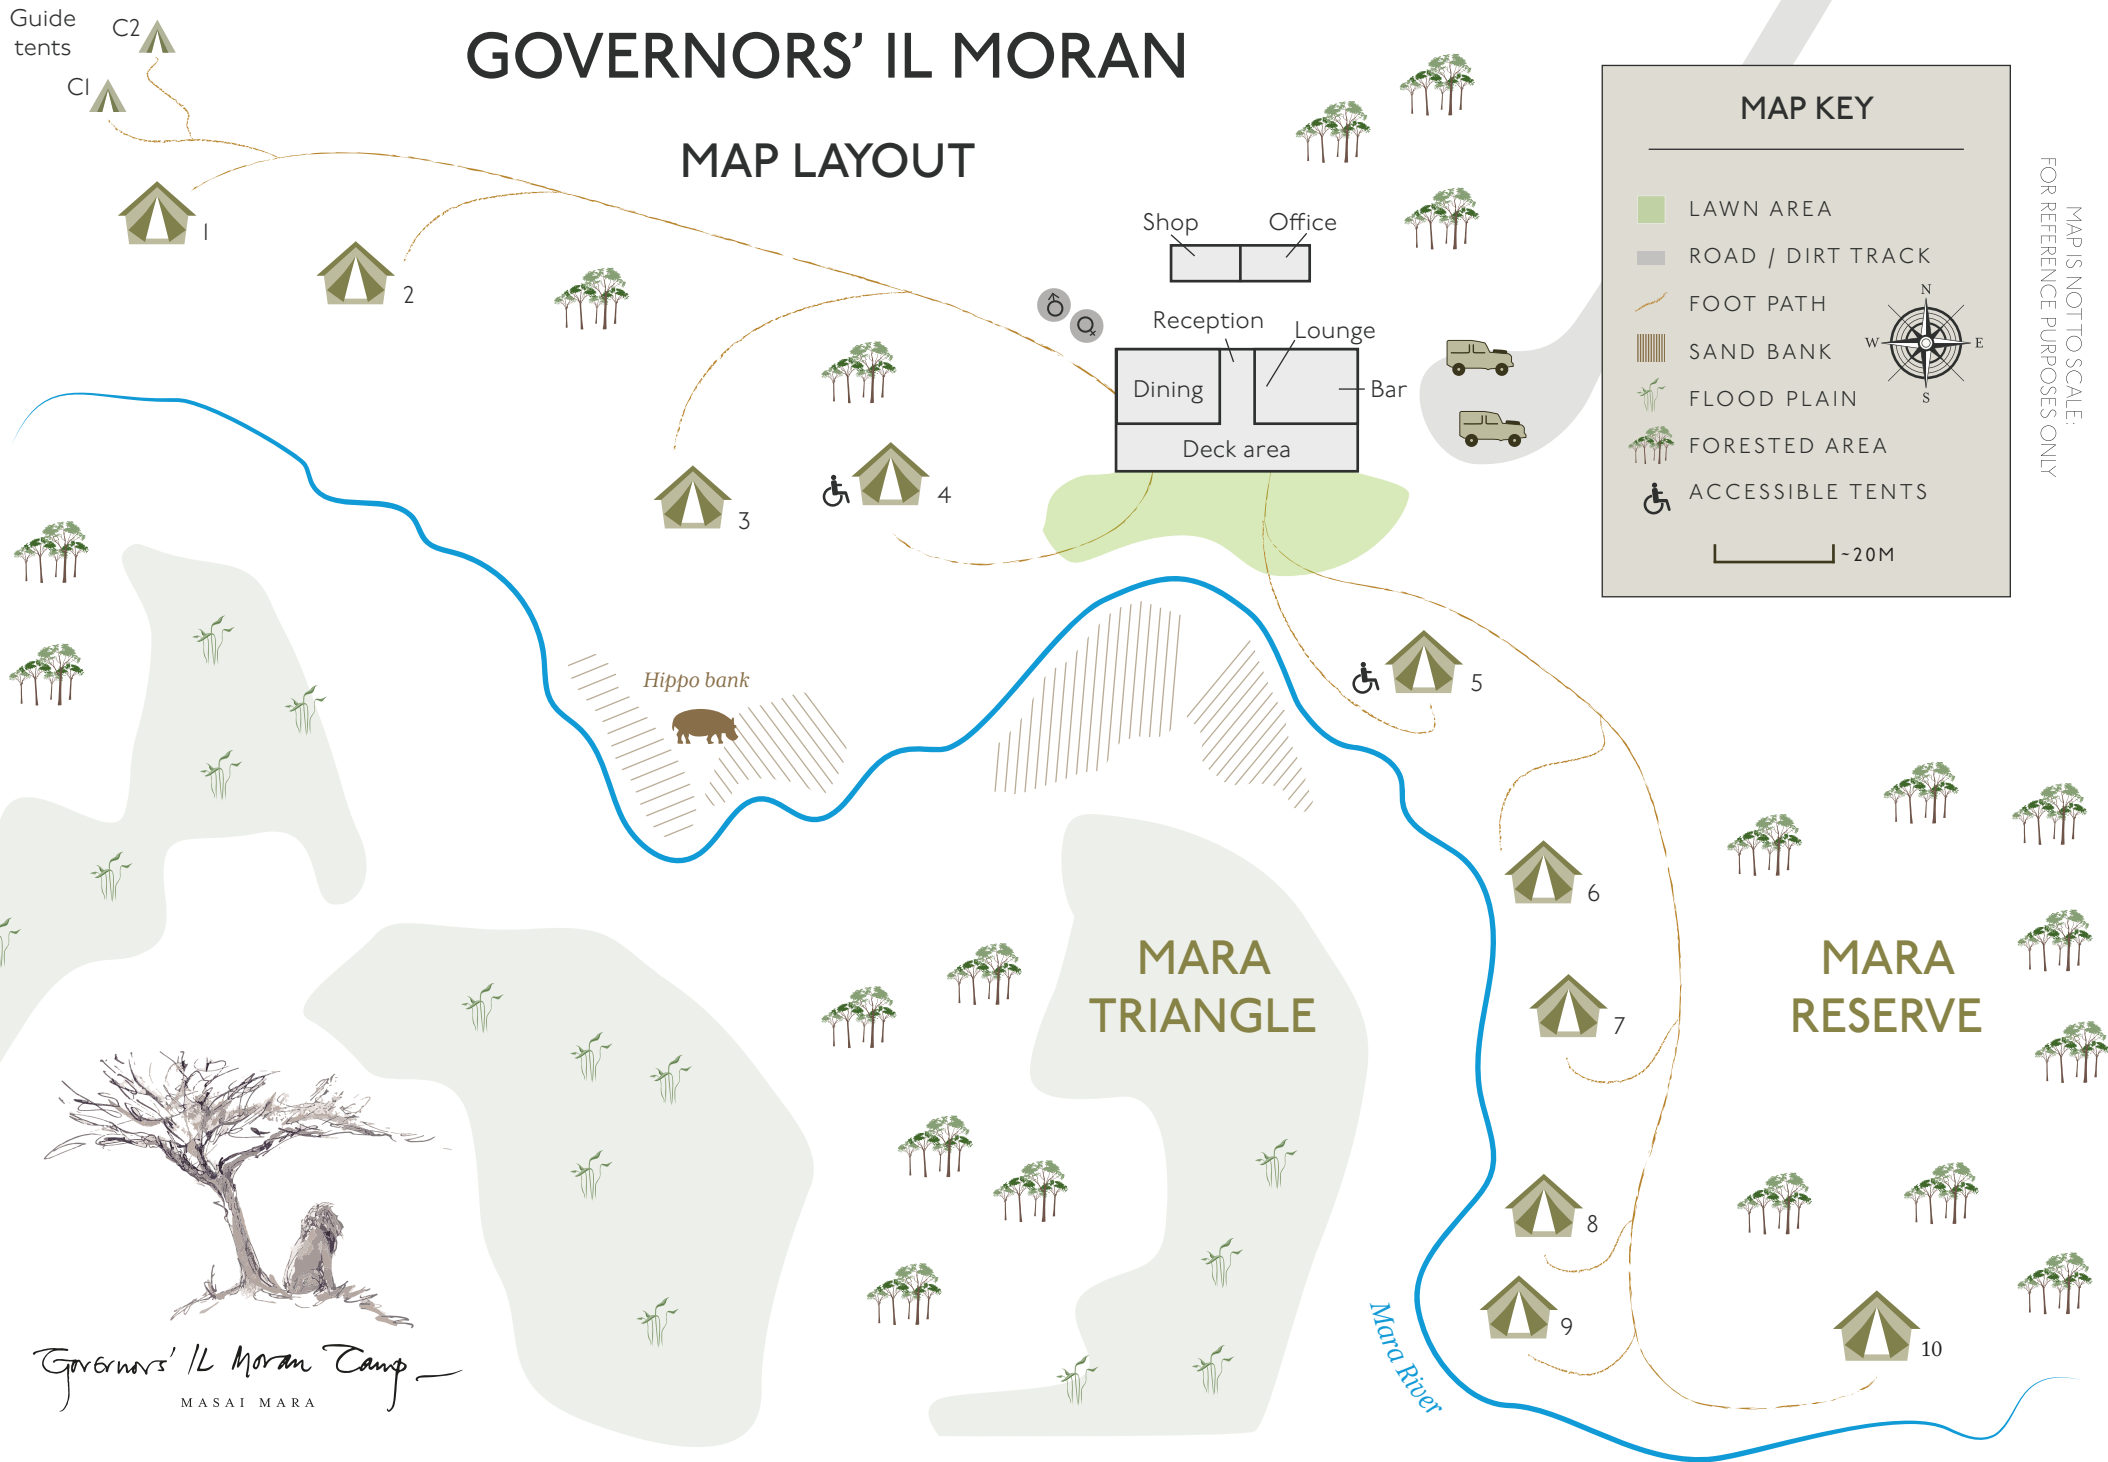 Guide
tents
C2
C1
GOVERNORS’ IL MORAN
MAP LAYOUT
1
2
3
4
5
6
7
8
9
10
Shop
Office
Reception
Lounge
Dining
Bar
Deck area
Hippo bank
MARA
TRIANGLE
MARA
RESERVE
Mara River
MAP KEY
LAWN AREA
ROAD / DIRT TRACK
FOOT PATH
SAND BANK
FLOOD PLAIN
FORESTED AREA
ACCESSIBLE TENTS
N
W
E
S
~20M
MAP IS NOT TO SCALE:
FOR REFERENCE PURPOSES ONLY
Governors' IL Moran Camp
MASAI MARA